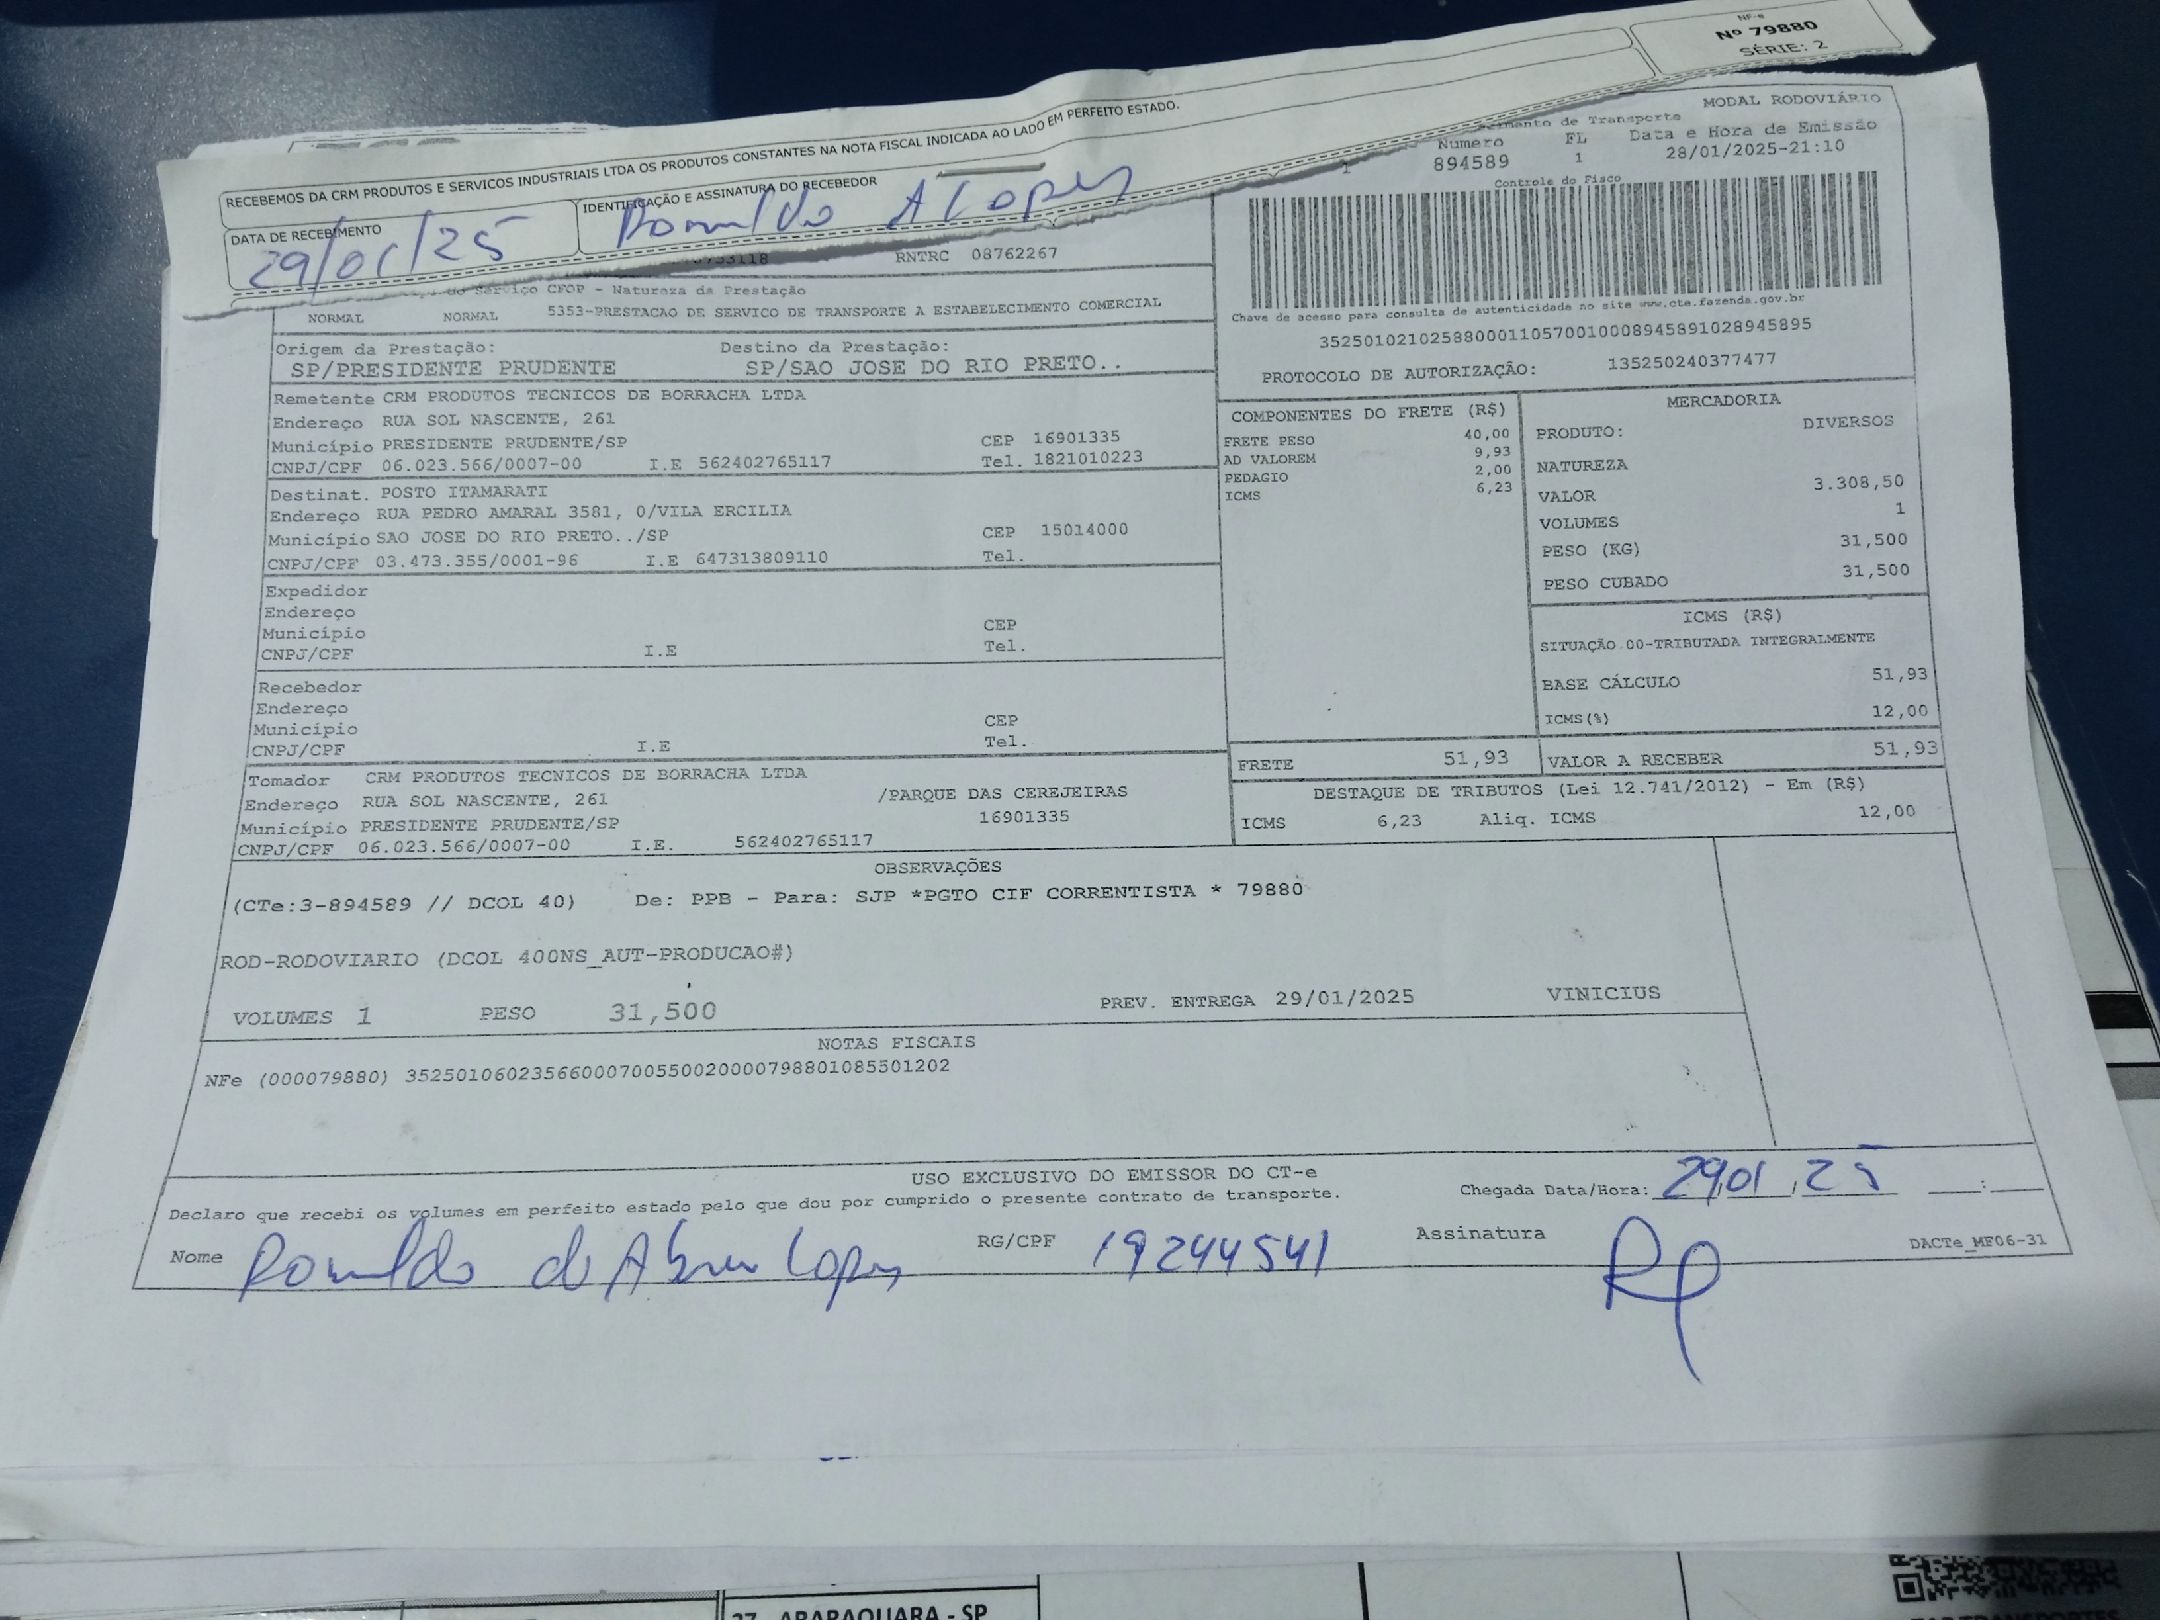 NF-e
Nº 79880
SÉRIE: 2
RECEBEMOS DA CRM PRODUTOS E SERVICOS INDUSTRIAIS LTDA OS PRODUTOS CONSTANTES NA NOTA FISCAL INDICADA AO LADO EM PERFEITO ESTADO.
DATA DE RECEBIMENTO
29/01/25
IDENTIFICAÇÃO E ASSINATURA DO RECEBEDOR
Ronaldo A Lopes
MODAL RODOVIÁRIO
de Transporte
Numero FL Data e Hora de Emissão
1 894589 1 28/01/2025-21:10
Controle do Fisco
RNTRC 08762267
Serviço CFOP - Natureza da Prestação
NORMAL NORMAL 5353-PRESTACAO DE SERVICO DE TRANSPORTE A ESTABELECIMENTO COMERCIAL
Chave de acesso para consulta de autenticidade no site www.cte.fazenda.gov.br
35250102102588000110570010008945891028945895
PROTOCOLO DE AUTORIZAÇÃO: 135250240377477
Origem da Prestação: Destino da Prestação:
SP/PRESIDENTE PRUDENTE SP/SAO JOSE DO RIO PRETO..
Remetente CRM PRODUTOS TECNICOS DE BORRACHA LTDA
Endereço RUA SOL NASCENTE, 261
Município PRESIDENTE PRUDENTE/SP CEP 16901335
CNPJ/CPF 06.023.566/0007-00 I.E 562402765117 Tel. 1821010223
Destinat. POSTO ITAMARATI
Endereço RUA PEDRO AMARAL 3581, 0/VILA ERCILIA
Município SAO JOSE DO RIO PRETO../SP CEP 15014000
CNPJ/CPF 03.473.355/0001-96 I.E 647313809110 Tel.
Expedidor
Endereço
Município CEP
CNPJ/CPF I.E Tel.
Recebedor
Endereço
Município CEP
CNPJ/CPF I.E Tel.
Tomador CRM PRODUTOS TECNICOS DE BORRACHA LTDA
Endereço RUA SOL NASCENTE, 261 /PARQUE DAS CEREJEIRAS
Município PRESIDENTE PRUDENTE/SP 16901335
CNPJ/CPF 06.023.566/0007-00 I.E. 562402765117
COMPONENTES DO FRETE (R$)
FRETE PESO 40,00
AD VALOREM 9,93
PEDAGIO 2,00
ICMS 6,23
MERCADORIA
PRODUTO: DIVERSOS
NATUREZA
VALOR 3.308,50
VOLUMES 1
PESO (KG) 31,500
PESO CUBADO 31,500
ICMS (R$)
SITUAÇÃO 00-TRIBUTADA INTEGRALMENTE
BASE CÁLCULO 51,93
ICMS(%) 12,00
FRETE 51,93 VALOR A RECEBER 51,93
DESTAQUE DE TRIBUTOS (Lei 12.741/2012) - Em (R$)
ICMS 6,23 Aliq. ICMS 12,00
OBSERVAÇÕES
(CTe:3-894589 // DCOL 40) De: PPB - Para: SJP *PGTO CIF CORRENTISTA * 79880
ROD-RODOVIARIO (DCOL 400NS_AUT-PRODUCAO#)
VOLUMES 1 PESO 31,500 PREV. ENTREGA 29/01/2025 VINICIUS
NOTAS FISCAIS
NFe (000079880) 35250106023566000700550020000798801085501202
USO EXCLUSIVO DO EMISSOR DO CT-e
Declaro que recebi os volumes em perfeito estado pelo que dou por cumprido o presente contrato de transporte.
Chegada Data/Hora: 29,01,25 __:__
Nome Ronaldo de Abreu Lopes RG/CPF 19244541 Assinatura
DACTe_MF06-31
27 ARARAQUARA - SP